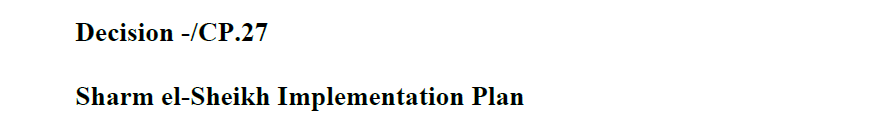 Decision -/CP.27
Sharm el-Sheikh Implementation Plan